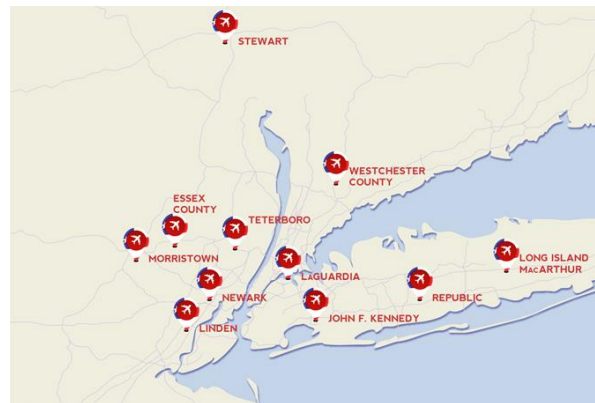 STEWART
WESTCHESTER
COUNTY
ESSEX
COUNTY
TETERBORO
MORRISTOWN
LONG ISLAND
MACARTHUR
LAGUARDIA
NEWARK
REPUBLIC
JOHN F. KENNEDY
LINDEN